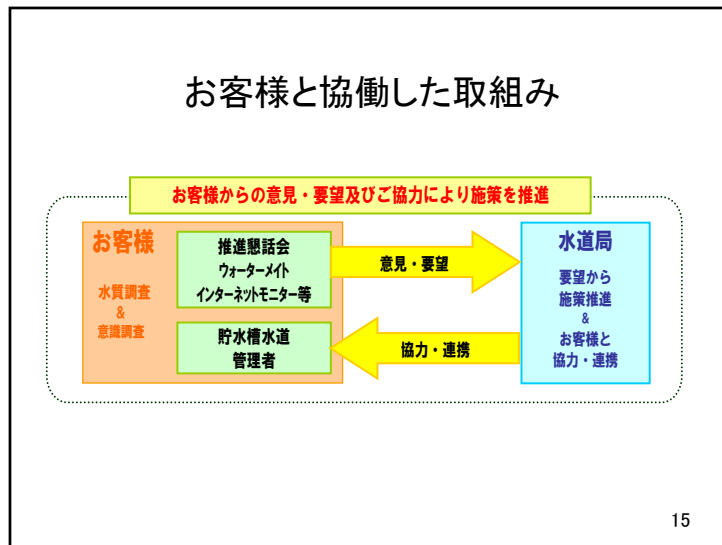 お客様と協働した取組み
お客様からの意見・要望及びご協力により施策を推進
お客様
水質調査
&
意識調査
推進懇話会
ウォーターメイト
インターネットモニター等
貯水槽水道
管理者
意見・要望
協力・連携
水道局
要望から
施策推進
&
お客様と
協力・連携
15